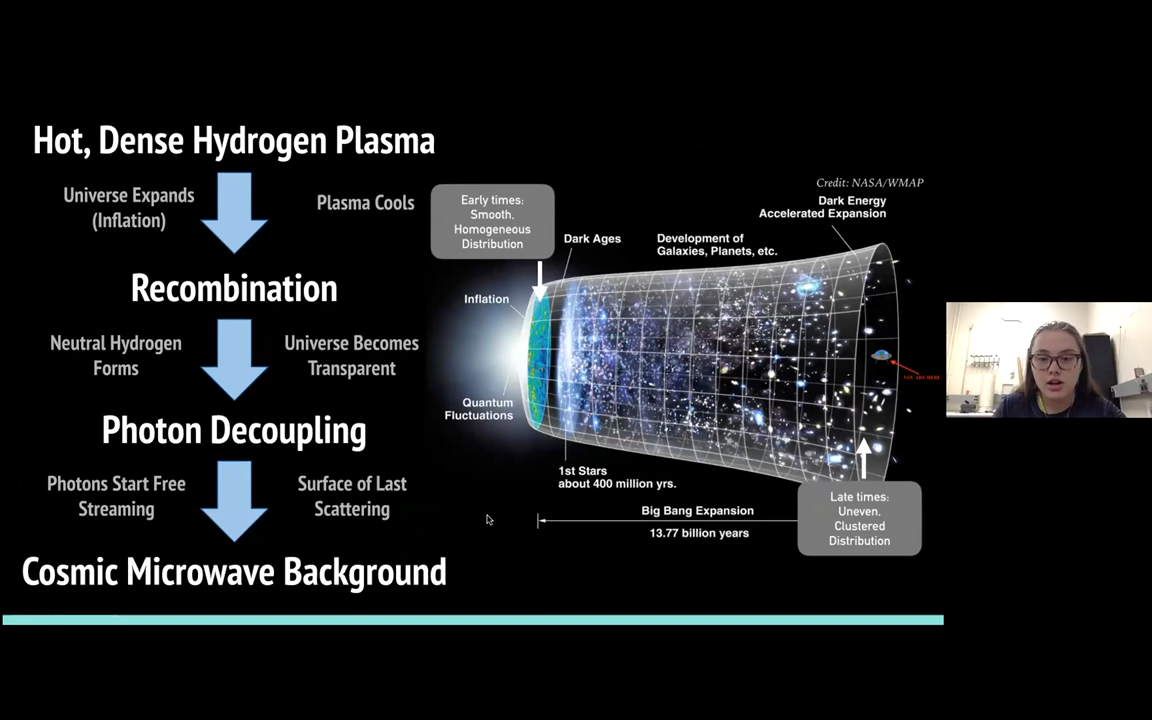 Hot, Dense Hydrogen Plasma
Universe Expands
(Inflation)
Plasma Cools
Recombination
Neutral Hydrogen
Forms
Universe Becomes
Transparent
Photon Decoupling
Photons Start Free
Streaming
Surface of Last
Scattering
Cosmic Microwave Background
Credit: NASA/WMAP
Early times:
Smooth,
Homogeneous
Distribution
Dark Ages
Development of
Galaxies, Planets, etc.
Dark Energy
Accelerated Expansion
Inflation
Quantum
Fluctuations
YOU ARE HERE
1st Stars
about 400 million yrs.
Big Bang Expansion
13.77 billion years
Late times:
Uneven,
Clustered
Distribution